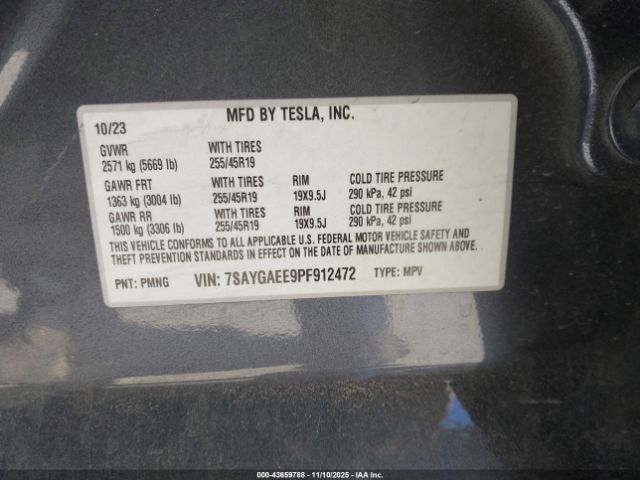 MFD BY TESLA, INC.
10/23
GVWR WITH TIRES
2571 kg (5669 lb) 255/45R19
GAWR FRT WITH TIRES RIM COLD TIRE PRESSURE
1363 kg (3004 lb) 255/45R19 19X9.5J 290 kPa, 42 psi
GAWR RR WITH TIRES RIM COLD TIRE PRESSURE
1500 kg (3306 lb) 255/45R19 19X9.5J 290 kPa, 42 psi
THIS VEHICLE CONFORMS TO ALL APPLICABLE U.S. FEDERAL MOTOR VEHICLE SAFETY AND
THEFT PREVENTION STANDARDS IN EFFECT ON THE DATE OF MANUFACTURE SHOWN ABOVE.
PNT: PMNG VIN: 7SAYGAEE9PF912472 TYPE: MPV
000-43659788 - 11/10/2025 - IAA Inc.